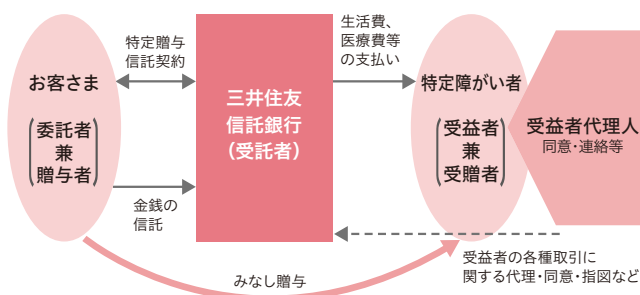 特定贈与
信託契約
生活費、
医療費等
の支払い
お客さま
委託者
兼
贈与者
三井住友
信託銀行
(受託者)
特定障がい者
受益者
兼
受贈者
受益者代理人
同意・連絡等
金銭の
信託
みなし贈与
受益者の各種取引に
関する代理・同意・指図など